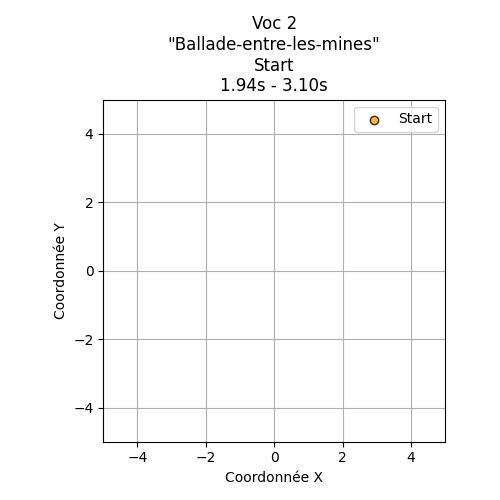 Voc 2
"Ballade-entre-les-mines"
Start
1.94s - 3.10s
Start
4
2
0
−2
−4
Coordonnée Y
−4 −2 0 2 4
Coordonnée X